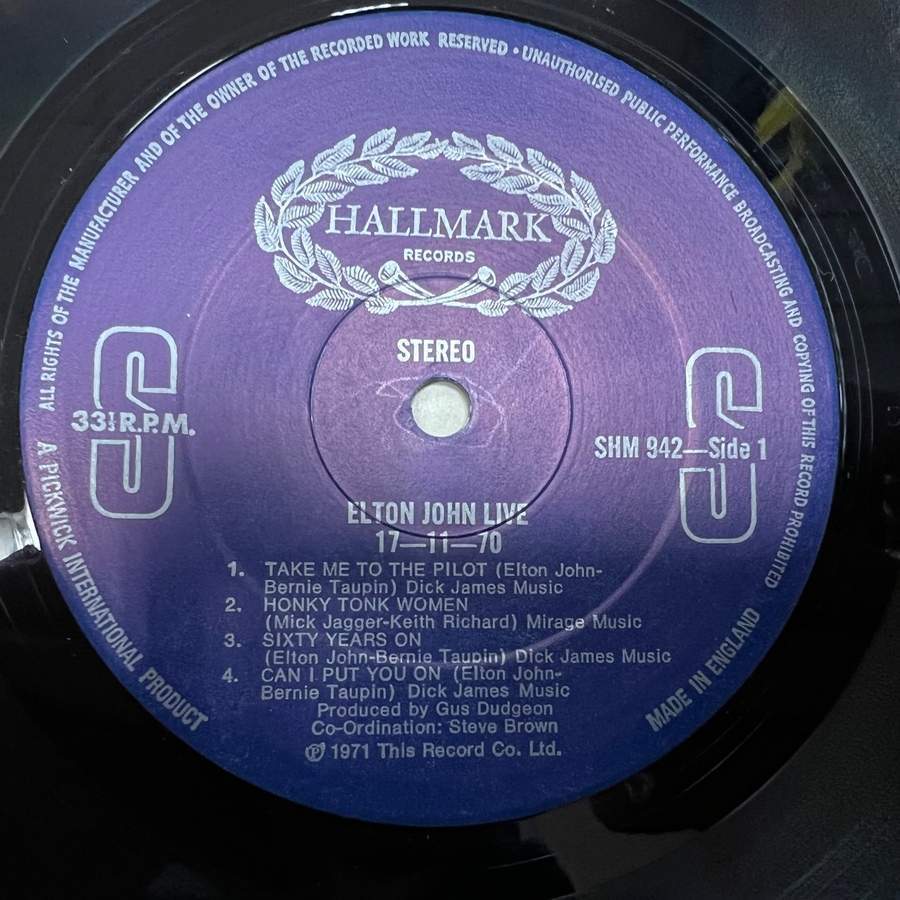 ALL RIGHTS OF THE MANUFACTURER AND OF THE OWNER OF THE RECORDED WORK RESERVED • UNAUTHORISED PUBLIC PERFORMANCE BROADCASTING AND COPYING OF THIS RECORD PROHIBITED
HALLMARK
RECORDS
STEREO
33⅓ R.P.M.
SHM 942—Side 1
ELTON JOHN LIVE
17—11—70
1. TAKE ME TO THE PILOT (Elton John-
Bernie Taupin) Dick James Music
2. HONKY TONK WOMEN
(Mick Jagger-Keith Richard) Mirage Music
3. SIXTY YEARS ON
(Elton John-Bernie Taupin) Dick James Music
4. CAN I PUT YOU ON (Elton John-
Bernie Taupin) Dick James Music
Produced by Gus Dudgeon
Co-Ordination: Steve Brown
℗ 1971 This Record Co. Ltd.
A PICKWICK INTERNATIONAL PRODUCT
MADE IN ENGLAND